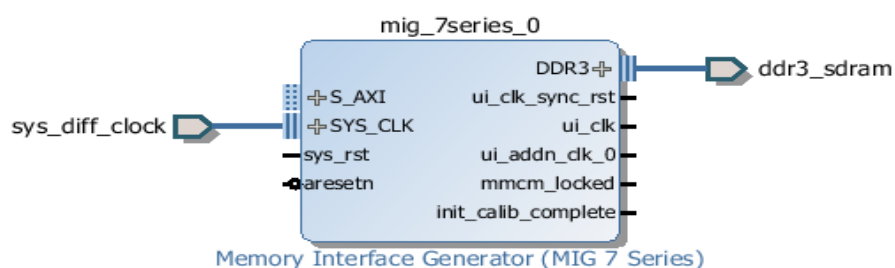 mig_7series_0
DDR3
ddr3_sdram
S_AXI
ui_clk_sync_rst
sys_diff_clock
SYS_CLK
ui_clk
sys_rst
ui_addn_clk_0
aresetn
mmcm_locked
init_calib_complete
Memory Interface Generator (MIG 7 Series)